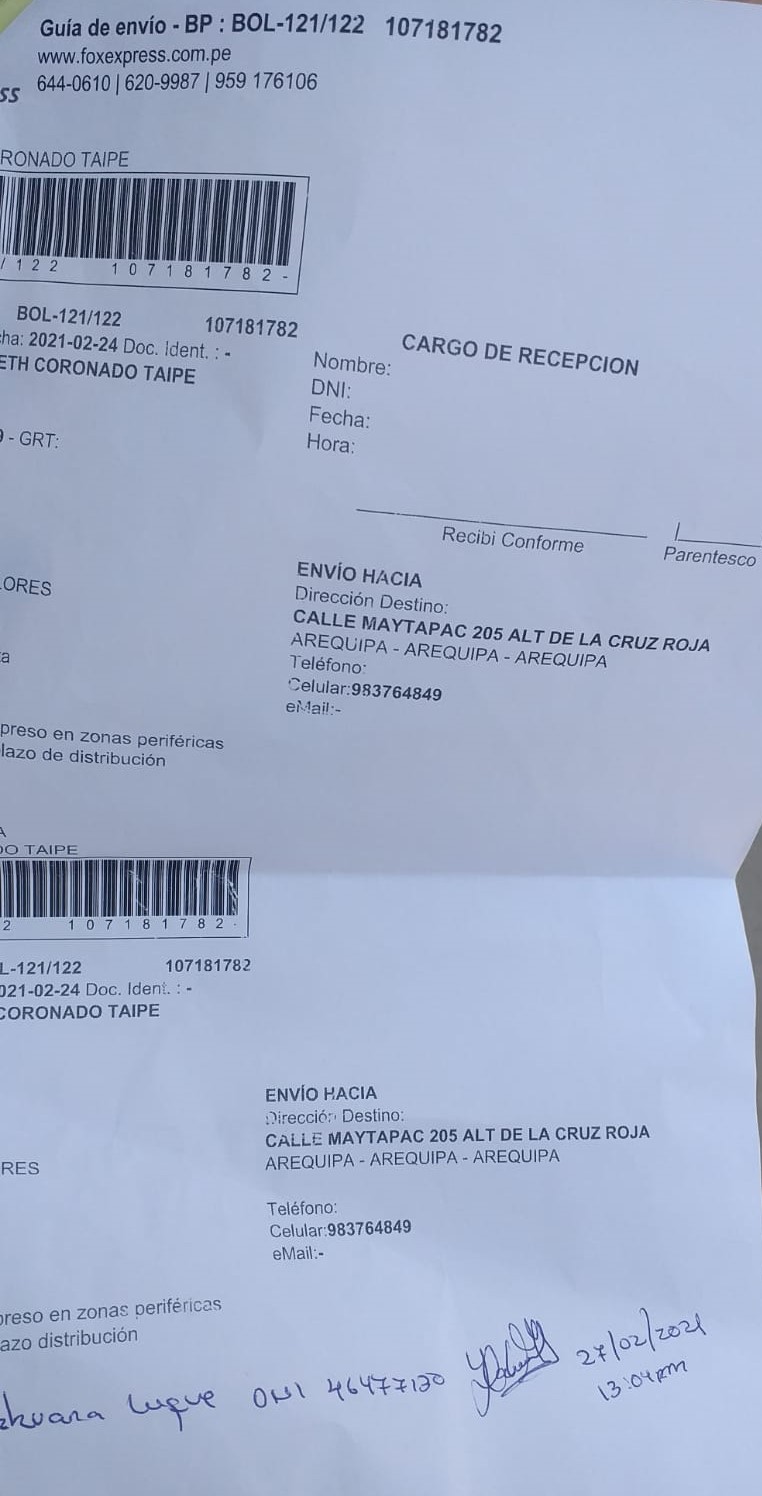 Guía de envío - BP : BOL-121/122 107181782
www.foxexpress.com.pe
ss 644-0610 | 620-9987 | 959 176106
RONADO TAIPE
/ 1 2 2 1 0 7 1 8 1 7 8 2 -
BOL-121/122 107181782
cha: 2021-02-24 Doc. Ident. : -
ETH CORONADO TAIPE
- GRT:
CARGO DE RECEPCION
Nombre:
DNI:
Fecha:
Hora:
Recibi Conforme
Parentesco
ORES
a
preso en zonas periféricas
lazo de distribución
ENVÍO HACIA
Dirección Destino:
CALLE MAYTAPAC 205 ALT DE LA CRUZ ROJA
AREQUIPA - AREQUIPA - AREQUIPA
Teléfono:
Celular:983764849
eMail:-
A
DO TAIPE
2 1 0 7 1 8 1 7 8 2 -
L-121/122 107181782
021-02-24 Doc. Ident. : -
CORONADO TAIPE
RES
ENVÍO HACIA
Dirección Destino:
CALLE MAYTAPAC 205 ALT DE LA CRUZ ROJA
AREQUIPA - AREQUIPA - AREQUIPA
Teléfono:
Celular:983764849
eMail:-
preso en zonas periféricas
azo distribución
Luque DNI 46477130 27/02/2021
13:04pm